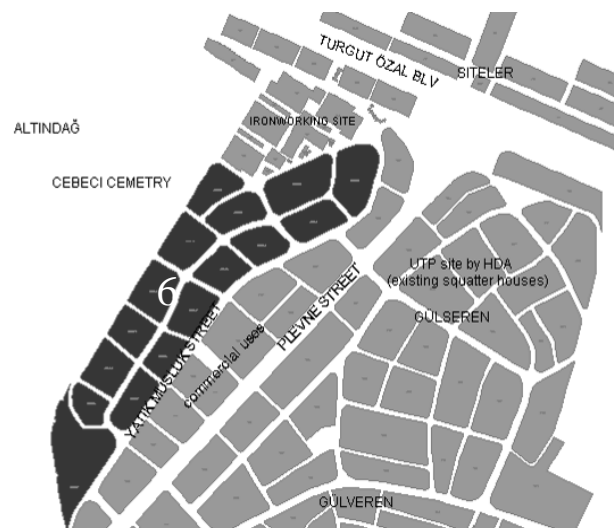 TURGUT ÖZAL BLV
SITELER
IRONWORKING SITE
ALTINDAĞ
CEBECI CEMETRY
UTP site by HDA
(existing squatter houses)
6
PLEVNE STREET
GÜLSEREN
YATIK MUSLUK STREET
commercial uses
GÜLVEREN